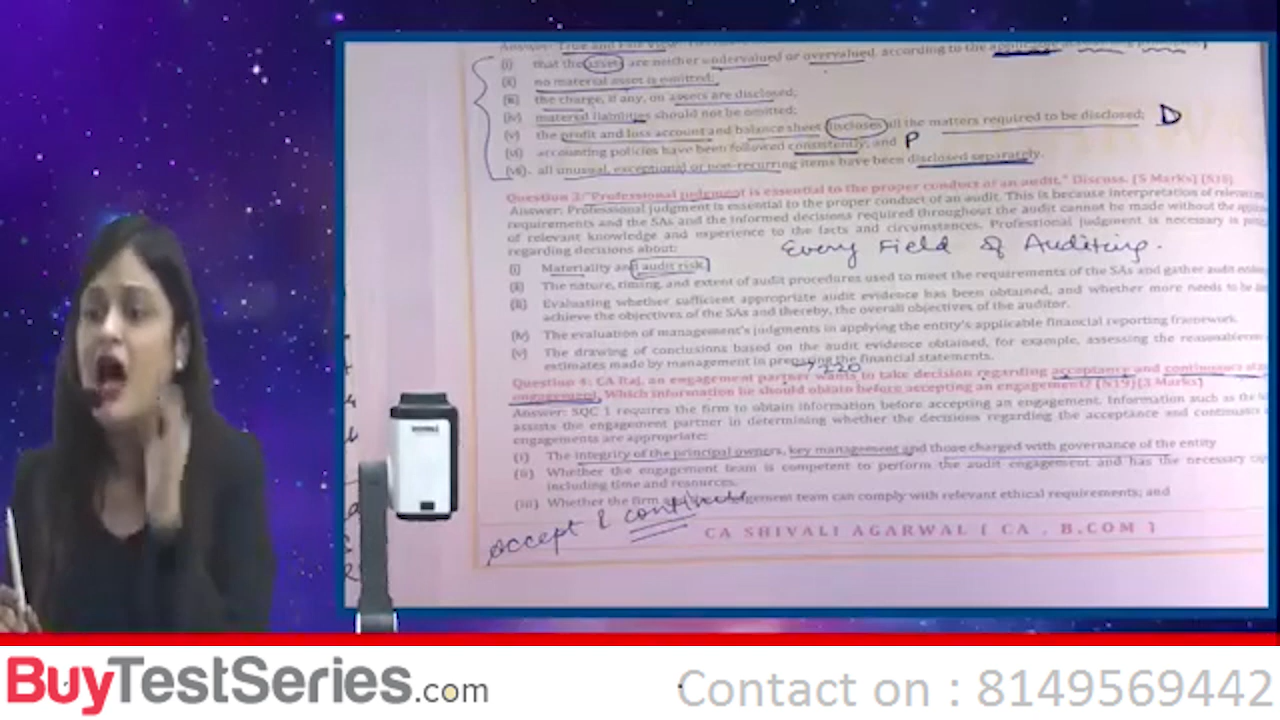 Answer: True and Fair View
(i) that the assets are neither undervalued or overvalued, according to the applicable
(ii) no material asset is omitted;
(iii) the charge, if any, on assets are disclosed;
(iv) material liabilities should not be omitted;
(v) the profit and loss account and balance sheet discloses all the matters required to be disclosed; D
(vi) accounting policies have been followed consistently; and P
(vii) all unusual, exceptional or non-recurring items have been disclosed separately.
Question 3/"Professional judgment is essential to the proper conduct of an audit." Discuss. [5 Marks]
Answer: Professional judgment is essential to the proper conduct of an audit. This is because interpretation of relevant
requirements and the SAs and the informed decisions required throughout the audit cannot be made without the
of relevant knowledge and experience to the facts and circumstances. Professional judgment is necessary in
regarding decisions about:
Every Field of Auditing.
(i) Materiality and audit risk
(ii) The nature, timing, and extent of audit procedures used to meet the requirements of the SAs and gather audit
(iii) Evaluating whether sufficient appropriate audit evidence has been obtained, and whether more needs to be
achieve the objectives of the SAs and thereby, the overall objectives of the auditor.
(iv) The evaluation of management's judgments in applying the entity's applicable financial reporting framework.
(v) The drawing of conclusions based on the audit evidence obtained, for example, assessing the
estimates made by management in preparing the financial statements.
220
Question 4: CA Raj, an engagement partner wants to take decision regarding acceptance and continuance
engagement. Which information he should obtain before accepting an engagement? [N19] [3 Marks]
Answer: SQC 1 requires the firm to obtain information before accepting an engagement. Information such as the
assists the engagement partner in determining whether the decisions regarding the acceptance and
engagements are appropriate:
(i) The integrity of the principal owners, key management and those charged with governance of the entity
(ii) Whether the engagement team is competent to perform the audit engagement and has the necessary
including time and resources.
(iii) Whether the firm engagement team can comply with relevant ethical requirements; and
accept & continue
CA SHIVALI AGARWAL [ CA , B.COM ]
BuyTestSeries.com
Contact on : 8149569442